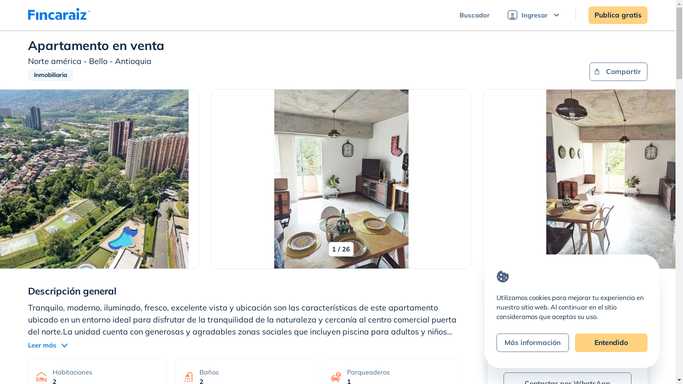 Fincaraiz
Buscador
Ingresar
Publica gratis
Apartamento en venta
Norte américa - Bello - Antioquia
Inmobiliaria
Compartir
1 / 26
Descripción general
Tranquilo, moderno, iluminado, fresco, excelente vista y ubicación son las características de este apartamento
ubicado en un entorno ideal para disfrutar de la tranquilidad de la naturaleza y cercanía al centro comercial puerta
del norte.La unidad cuenta con generosas y agradables zonas sociales que incluyen piscina para adultos y niños...
Leer más
Habitaciones
2
Baños
2
Parqueaderos
1
Utilizamos cookies para mejorar tu experiencia en
nuestro sitio web. Al continuar en el sitio
consideramos que aceptas su uso.
Más información
Entendido
Contactar por WhatsApp